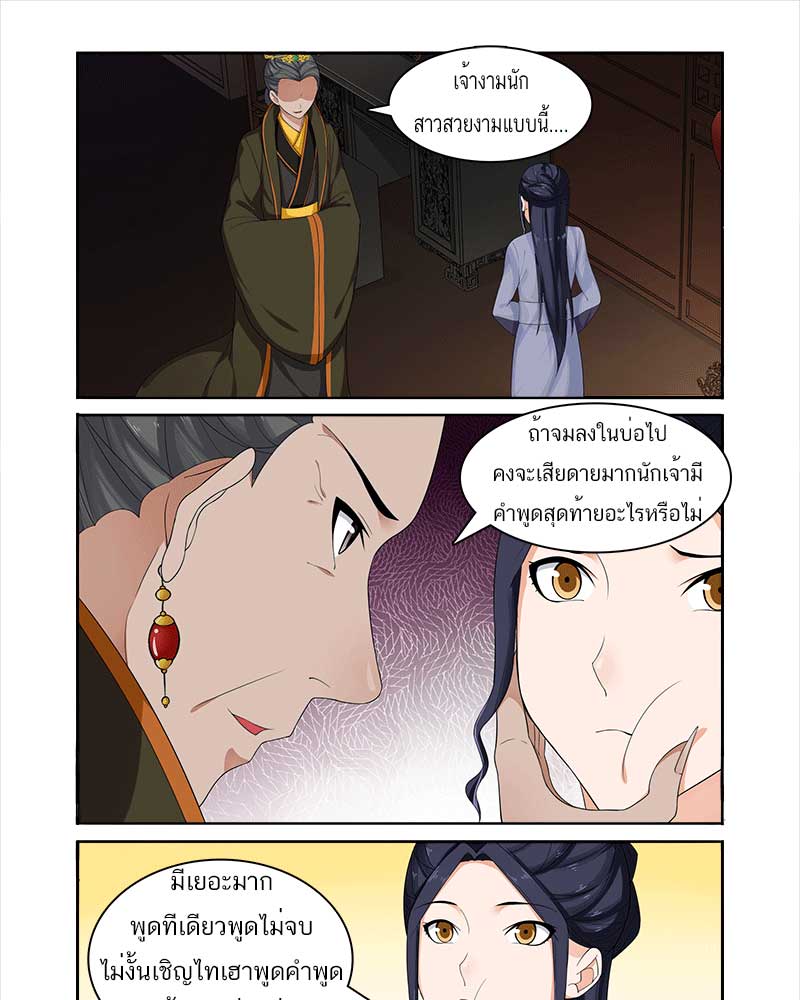 เจ้างามนัก
สาวสวยงามแบบนี้....
ถ้าจมลงในบ่อไป
คงจะเสียดายมากนักเจ้ามี
คำพูดสุดท้ายอะไรหรือไม่
มีเยอะมาก
พูดทีเดียวพูดไม่จบ
ไม่งั้นเชิญไทเฮาพูดคำพูด